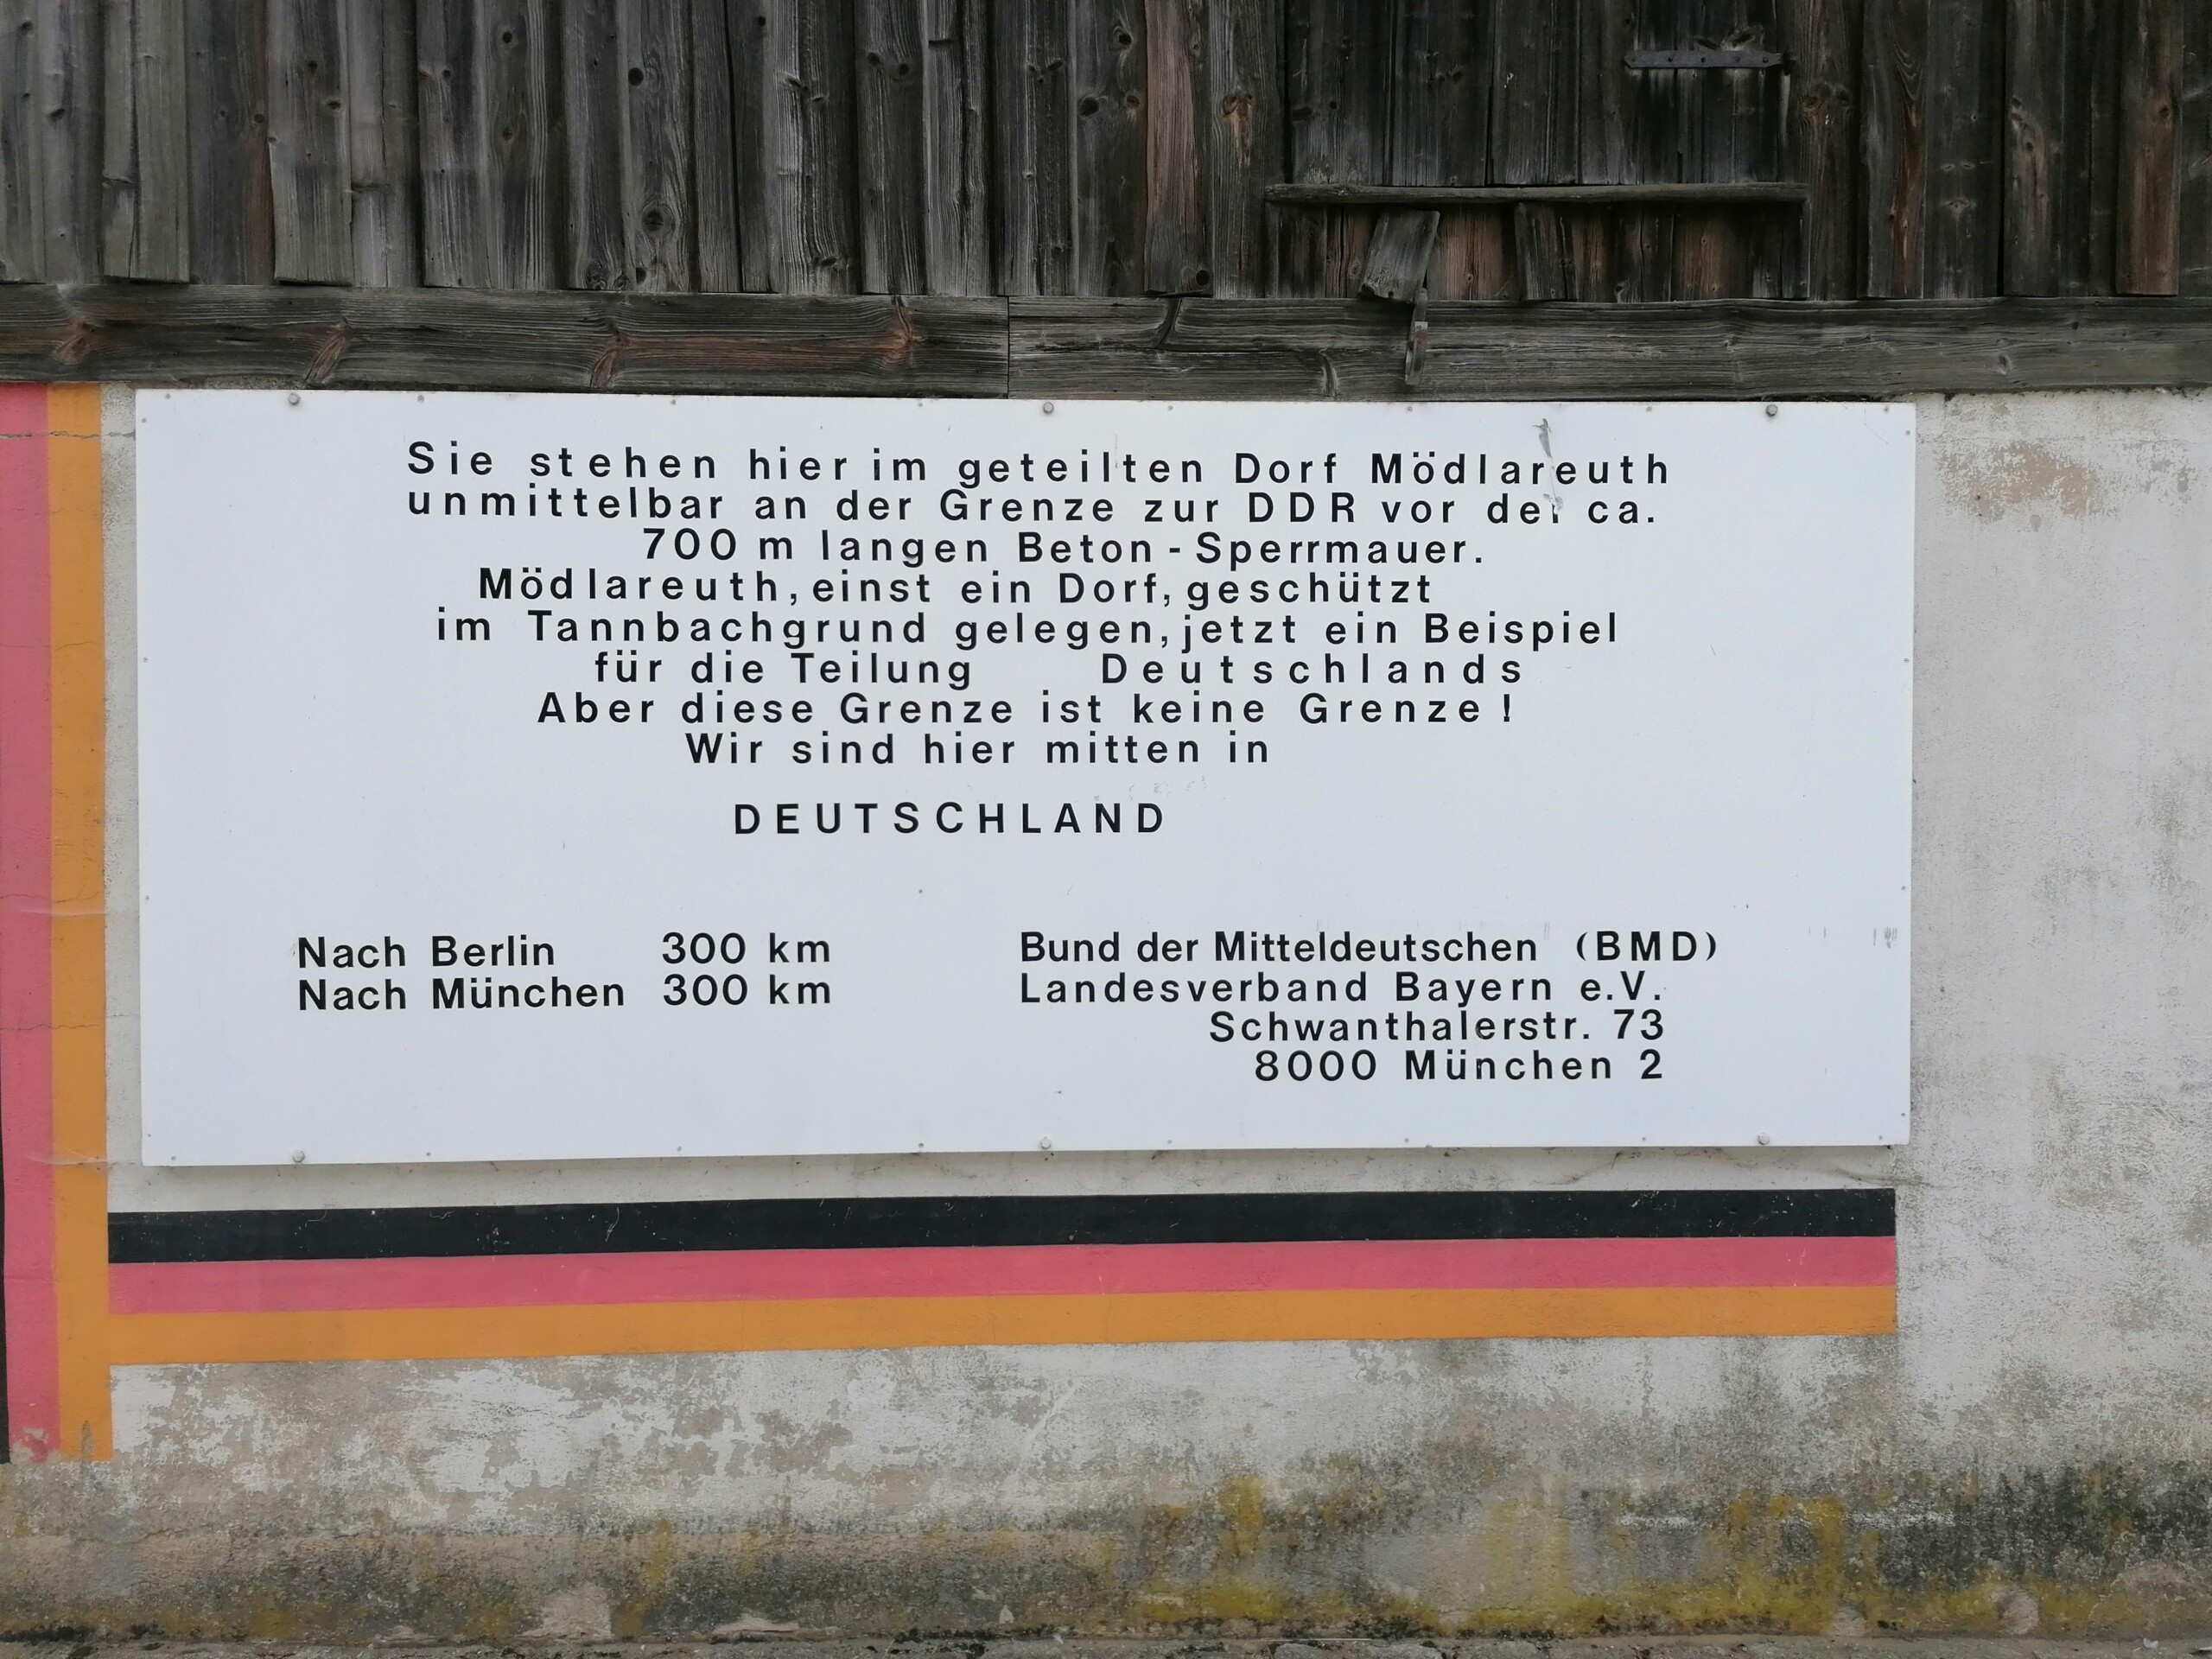 Sie stehen hier im geteilten Dorf Mödlareuth
unmittelbar an der Grenze zur DDR vor der ca.
700 m langen Beton - Sperrmauer.
Mödlareuth, einst ein Dorf, geschützt
im Tannbachgrund gelegen, jetzt ein Beispiel
für die Teilung Deutschlands
Aber diese Grenze ist keine Grenze !
Wir sind hier mitten in
DEUTSCHLAND
Nach Berlin 300 km
Nach München 300 km
Bund der Mitteldeutschen (BMD)
Landesverband Bayern e.V.
Schwanthalerstr. 73
8000 München 2